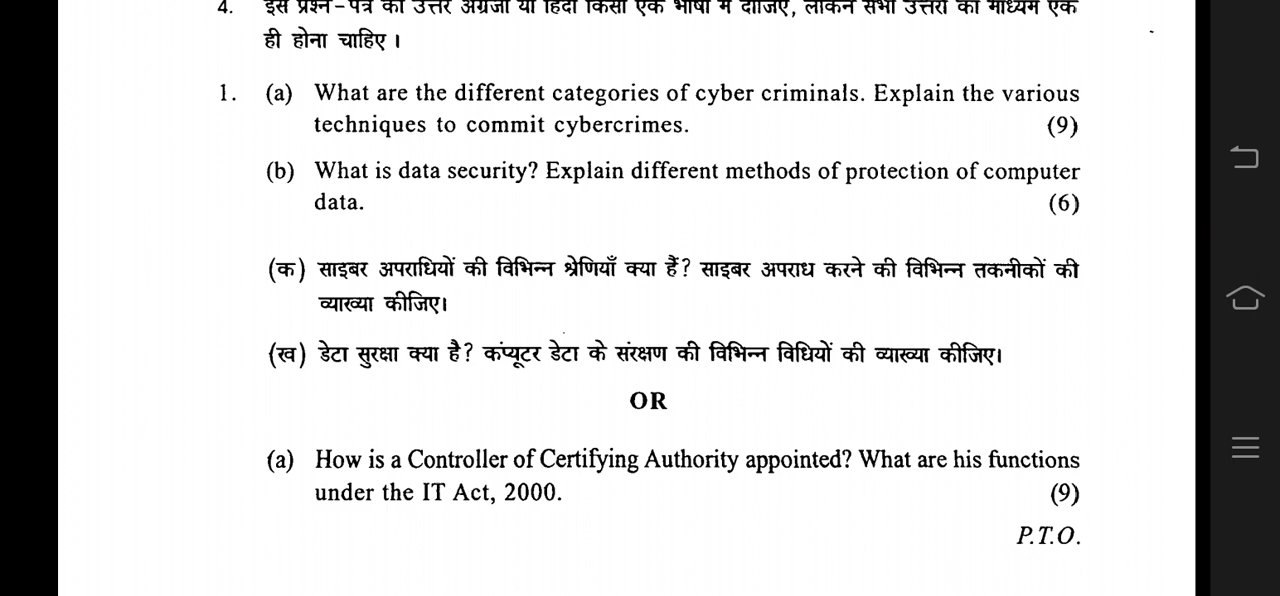 4. इस प्रश्न-पत्र का उत्तर अंग्रेजी या हिंदी किसी एक भाषा में दीजिए, लेकिन सभी उत्तरों का माध्यम एक
ही होना चाहिए ।
1. (a) What are the different categories of cyber criminals. Explain the various
techniques to commit cybercrimes. (9)
(b) What is data security? Explain different methods of protection of computer
data. (6)
(क) साइबर अपराधियों की विभिन्न श्रेणियाँ क्या हैं? साइबर अपराध करने की विभिन्न तकनीकों की
व्याख्या कीजिए।
(ख) डेटा सुरक्षा क्या है? कंप्यूटर डेटा के संरक्षण की विभिन्न विधियों की व्याख्या कीजिए।
OR
(a) How is a Controller of Certifying Authority appointed? What are his functions
under the IT Act, 2000. (9)
P.T.O.